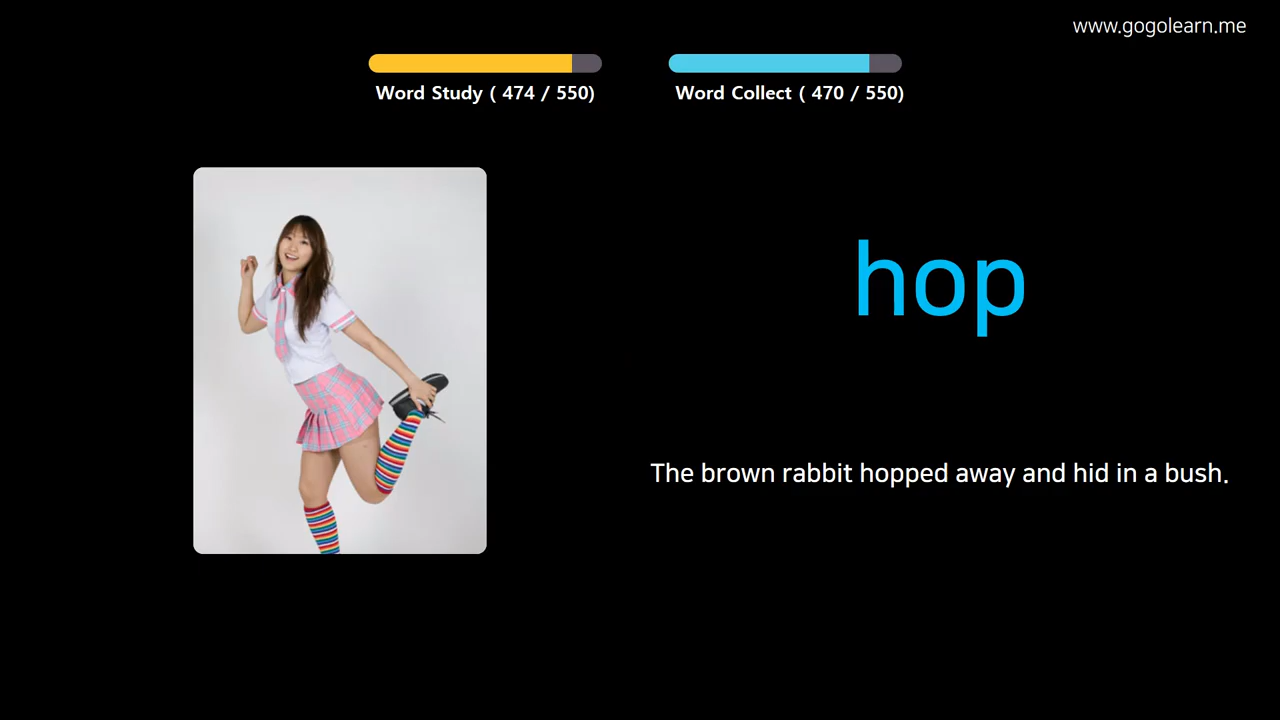 www.gogolearn.me
Word Study ( 474 / 550)
Word Collect ( 470 / 550)
hop
The brown rabbit hopped away and hid in a bush.